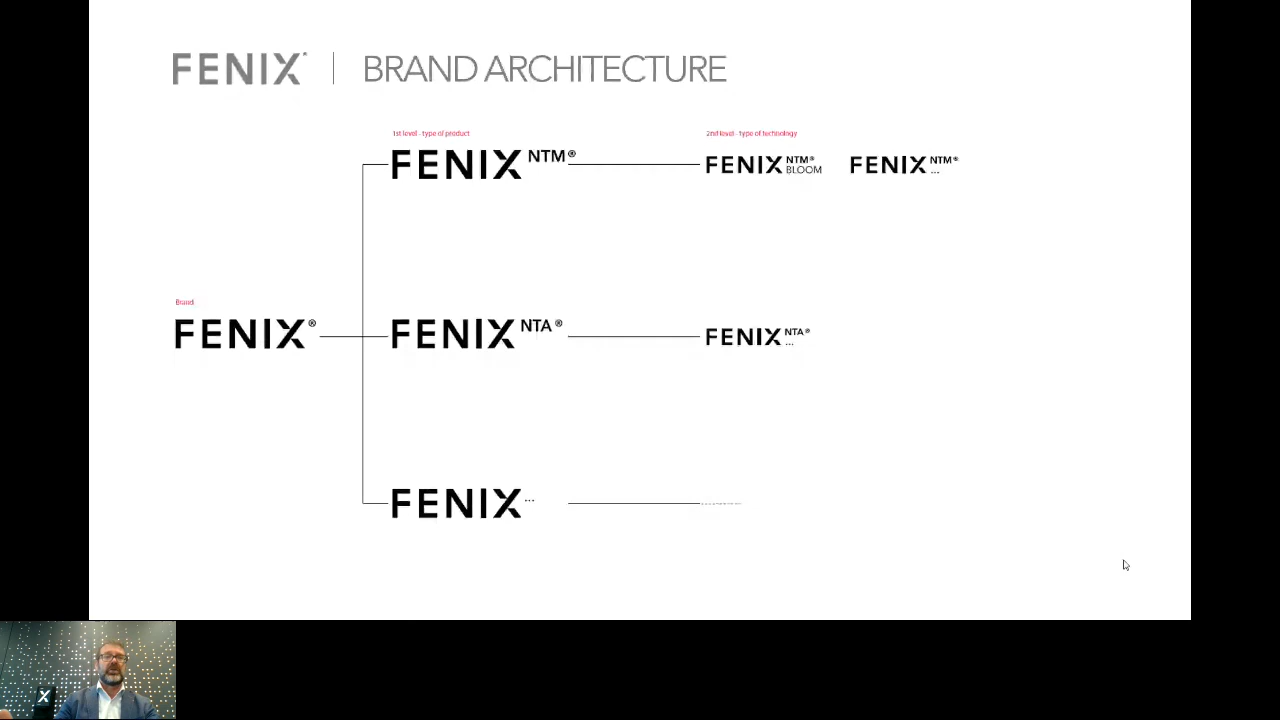 FENIX® | BRAND ARCHITECTURE
1st level - type of product
2nd level - type of technology
FENIX NTM®
FENIX NTM® BLOOM
FENIX NTM® ...
Brand
FENIX®
FENIX NTA®
FENIX NTA® ...
FENIX ...
X